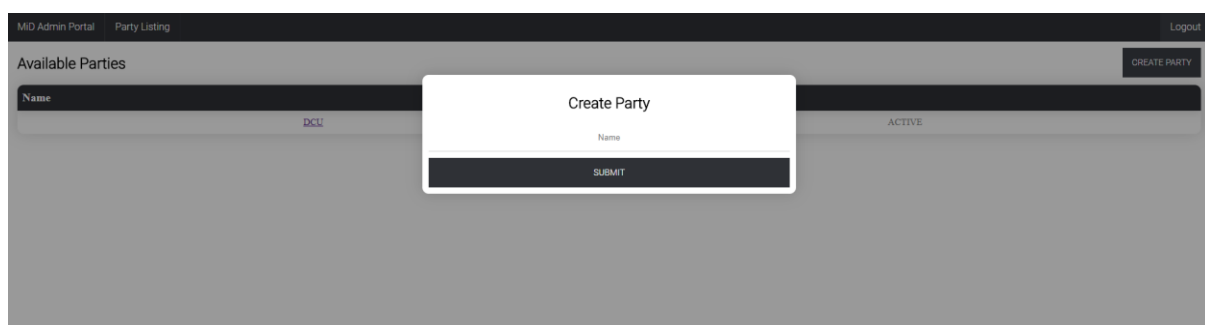 MiD Admin Portal Party Listing Logout
Available Parties CREATE PARTY
Name
Create Party
DCU ACTIVE
Name
SUBMIT